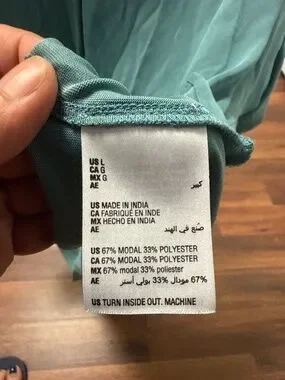 US L
CA G
MX G
AE كبير
US MADE IN INDIA
CA FABRIQUÉ EN INDE
MX HECHO EN INDIA
AE صُنع في الهند
US 67% MODAL 33% POLYESTER
CA 67% MODAL 33% POLYESTER
MX 67% modal 33% poliester
AE 67% مودال 33% بولي أستر
US TURN INSIDE OUT. MACHINE